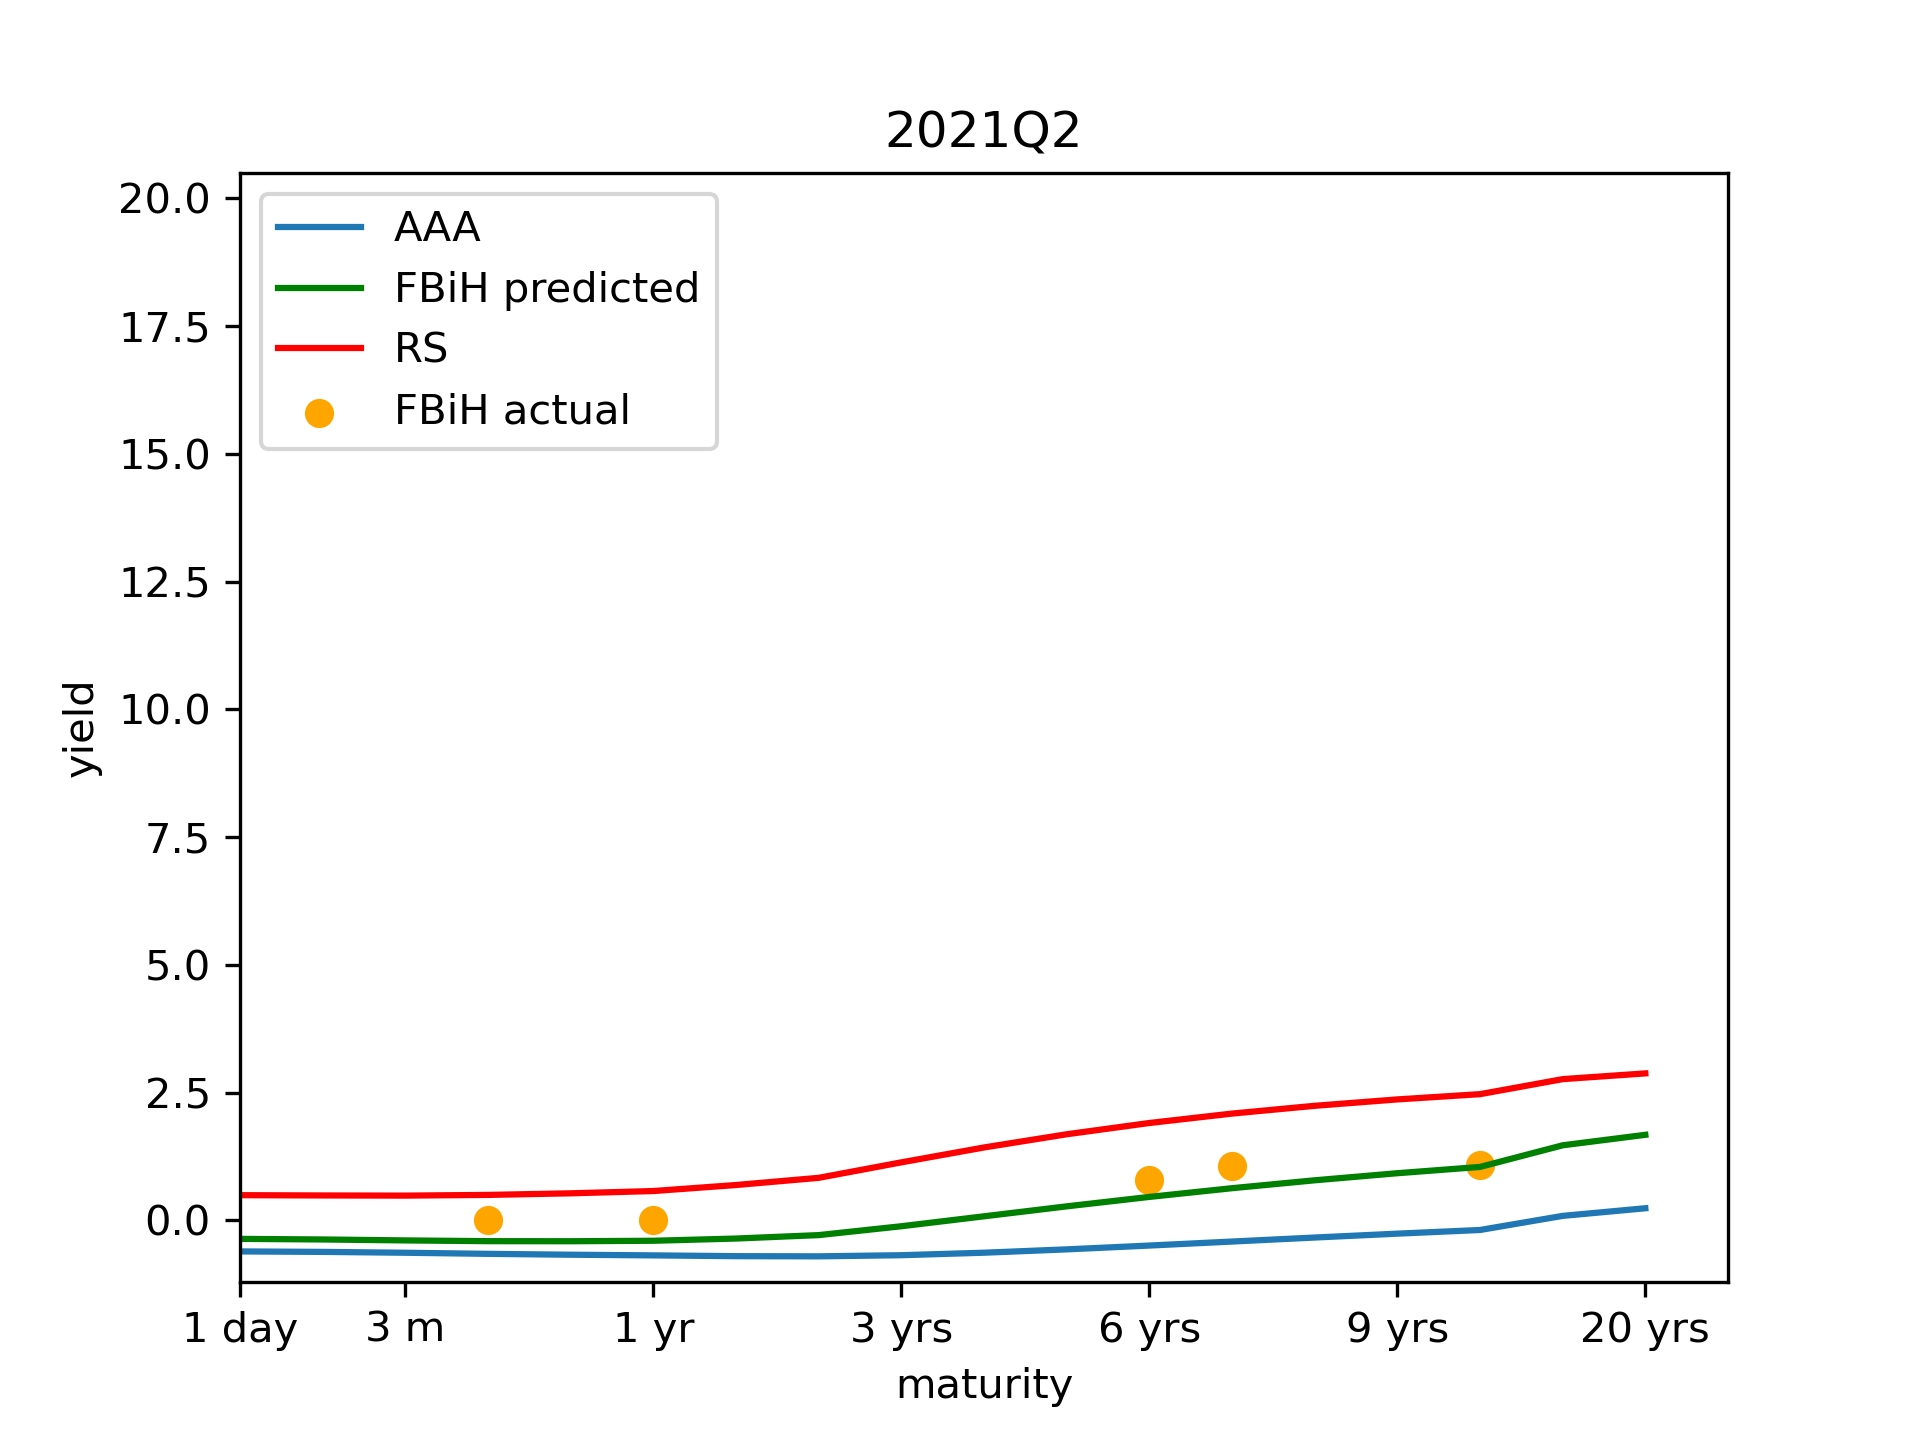 2021Q2
20.0
17.5
15.0
12.5
10.0
7.5
5.0
2.5
0.0
yield
AAA
FBiH predicted
RS
FBiH actual
1 day 3 m 1 yr 3 yrs 6 yrs 9 yrs 20 yrs
maturity